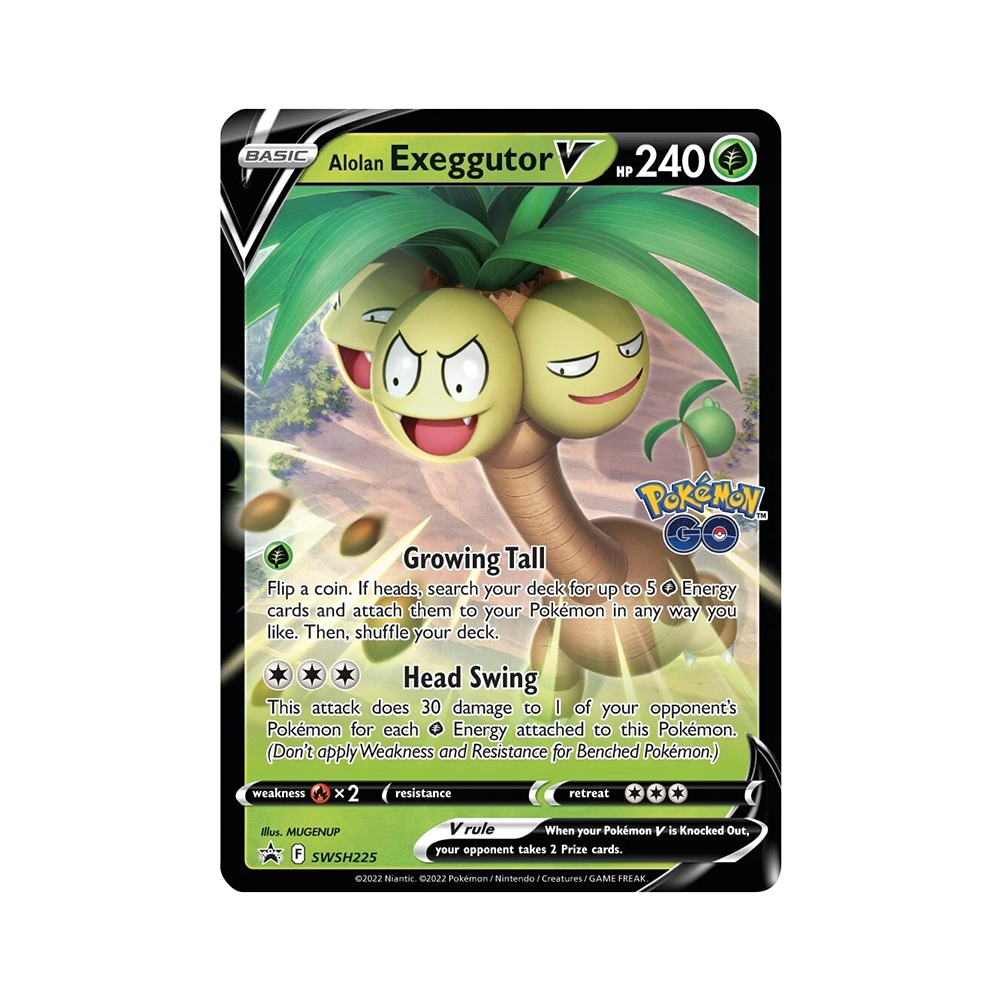 BASIC Alolan Exeggutor V HP 240
POKÉMON™
GO
Growing Tall
Flip a coin. If heads, search your deck for up to 5 Energy
cards and attach them to your Pokémon in any way you
like. Then, shuffle your deck.
Head Swing
This attack does 30 damage to 1 of your opponent's
Pokémon for each Energy attached to this Pokémon.
(Don't apply Weakness and Resistance for Benched Pokémon.)
weakness ×2 resistance retreat
Illus. MUGENUP
V rule When your Pokémon V is Knocked Out,
your opponent takes 2 Prize cards.
F SWSH225
©2022 Niantic. ©2022 Pokémon / Nintendo / Creatures / GAME FREAK.